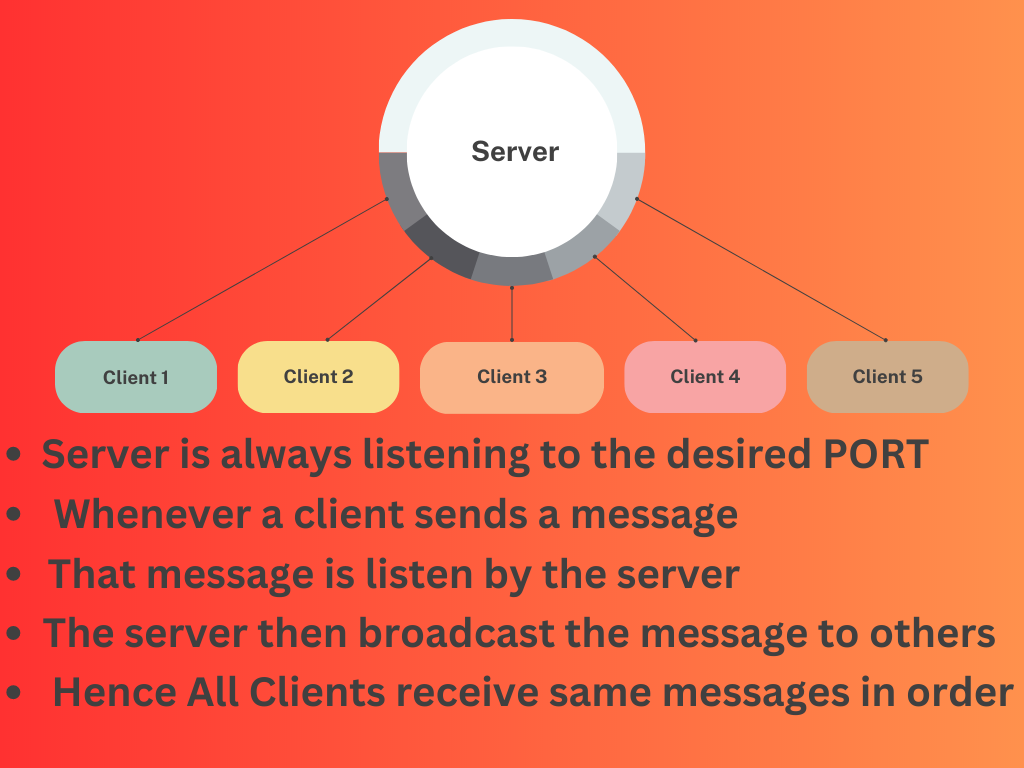 Server
Client 1
Client 2
Client 3
Client 4
Client 5
• Server is always listening to the desired PORT
• Whenever a client sends a message
• That message is listen by the server
• The server then broadcast the message to others
• Hence All Clients receive same messages in order